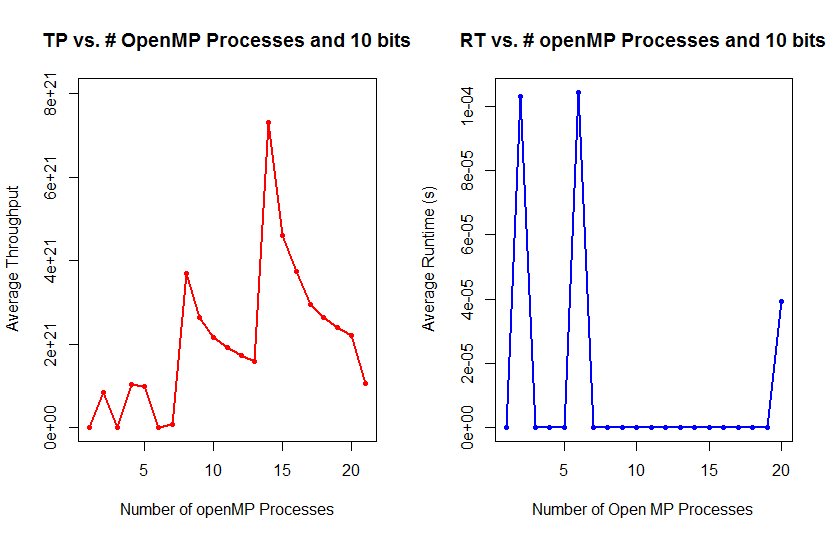 TP vs. # OpenMP Processes and 10 bits
Average Throughput
0e+00
2e+21
4e+21
6e+21
8e+21
5
10
15
20
Number of openMP Processes
RT vs. # openMP Processes and 10 bits
Average Runtime (s)
0e+00
2e-05
4e-05
6e-05
8e-05
1e-04
5
10
15
20
Number of Open MP Processes